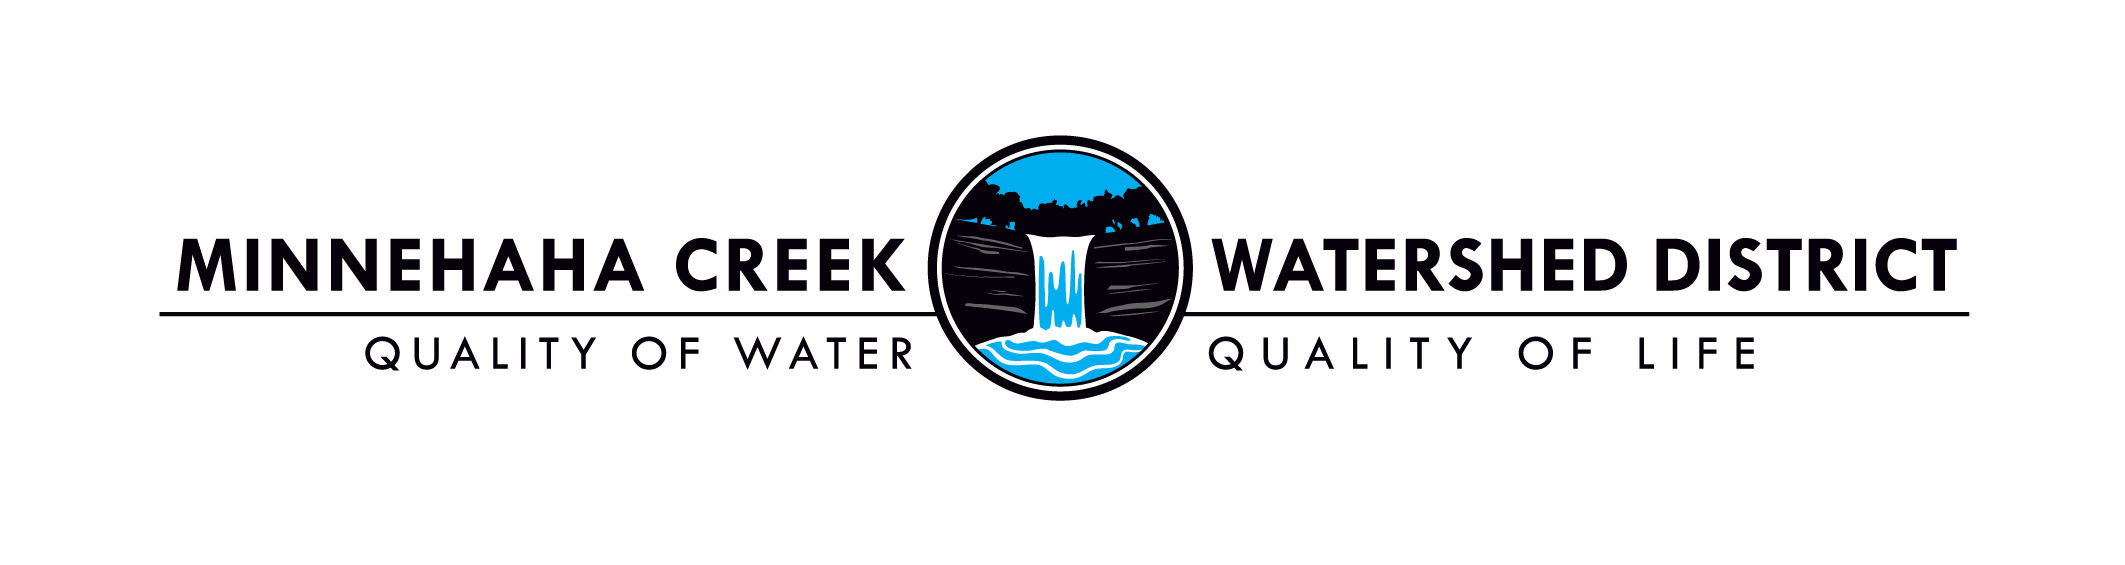 MINNEHAHA CREEK WATERSHED DISTRICT
QUALITY OF WATER QUALITY OF LIFE